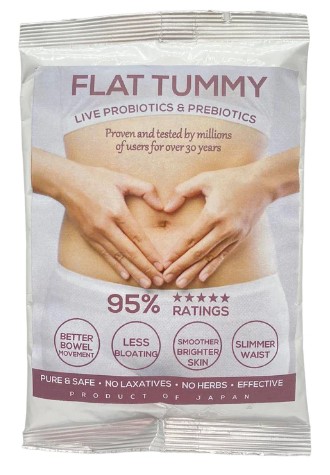 FLAT TUMMY
LIVE PROBIOTICS & PREBIOTICS
Proven and tested by millions
of users for over 30 years
95% ★★★★★
RATINGS
BETTER
BOWEL
MOVEMENT
LESS
BLOATING
SMOOTHER
BRIGHTER
SKIN
SLIMMER
WAIST
PURE & SAFE • NO LAXATIVES • NO HERBS • EFFECTIVE
PRODUCT OF JAPAN